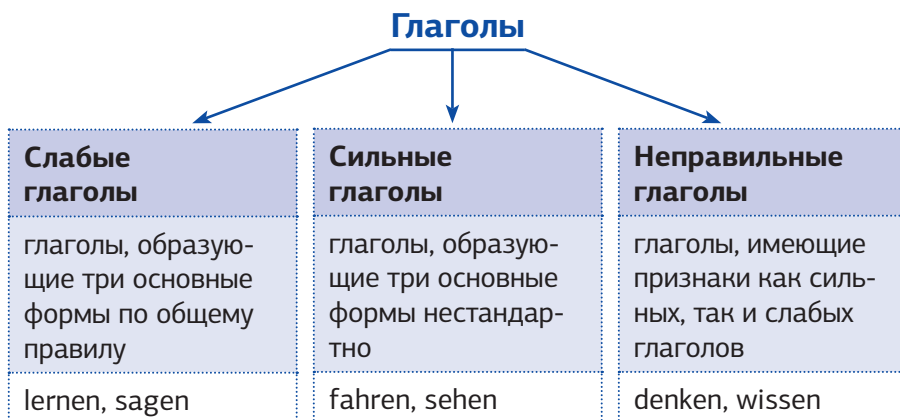 Глаголы
Слабые
глаголы
глаголы, образую-
щие три основные
формы по общему
правилу
lernen, sagen
Сильные
глаголы
глаголы, образую-
щие три основные
формы нестандар-
тно
fahren, sehen
Неправильные
глаголы
глаголы, имеющие
признаки как силь-
ных, так и слабых
глаголов
denken, wissen